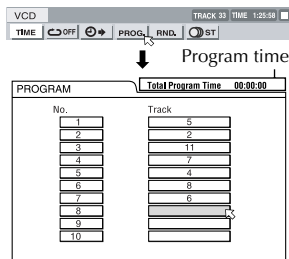 VCD
TRACK 33 TIME 1:25:58
TIME OFF PROG. RND. ST
Program time
PROGRAM Total Program Time 00:00:00
No. Track
1 5
2 2
3 11
4 7
5 4
6 8
7 6
8
9
10